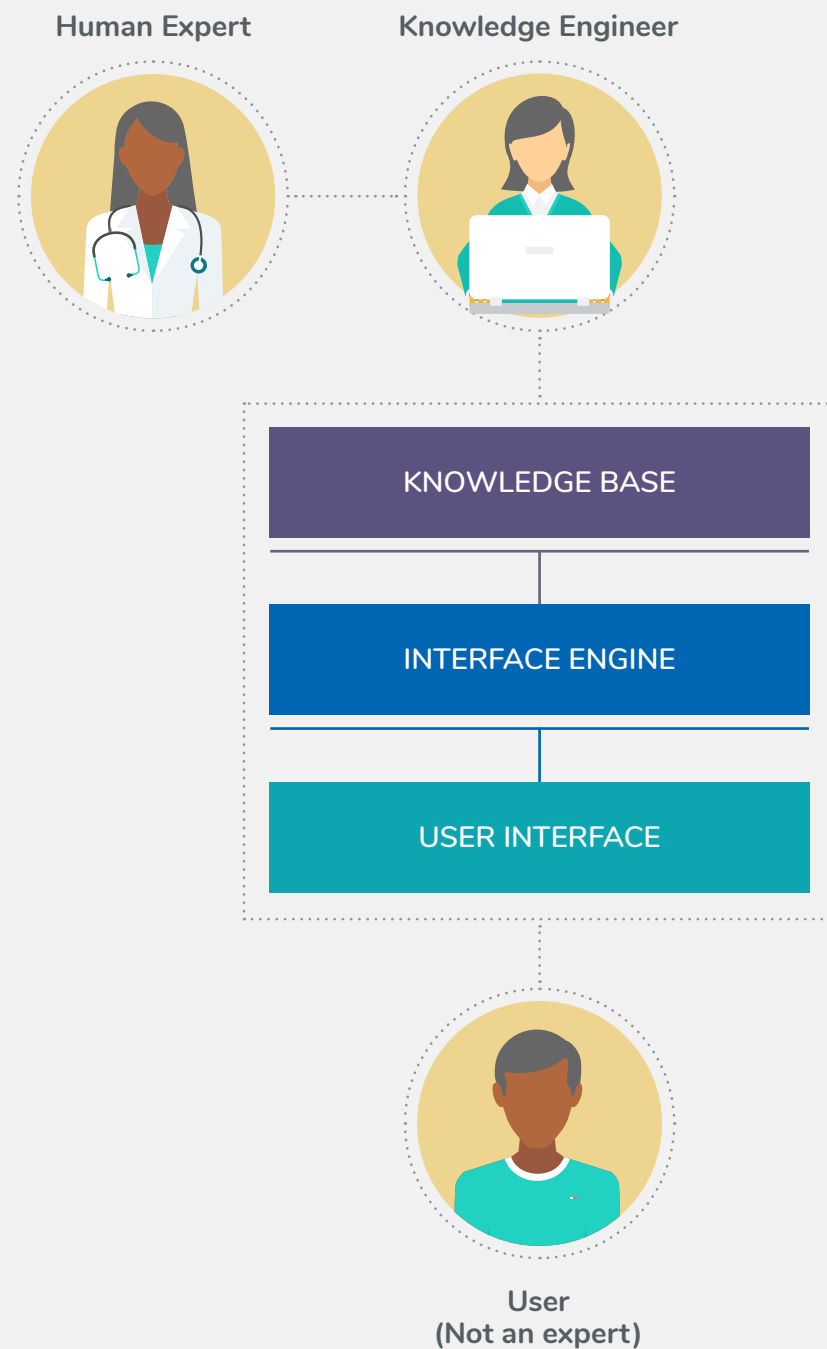 Human Expert
Knowledge Engineer
KNOWLEDGE BASE
INTERFACE ENGINE
USER INTERFACE
User
(Not an expert)